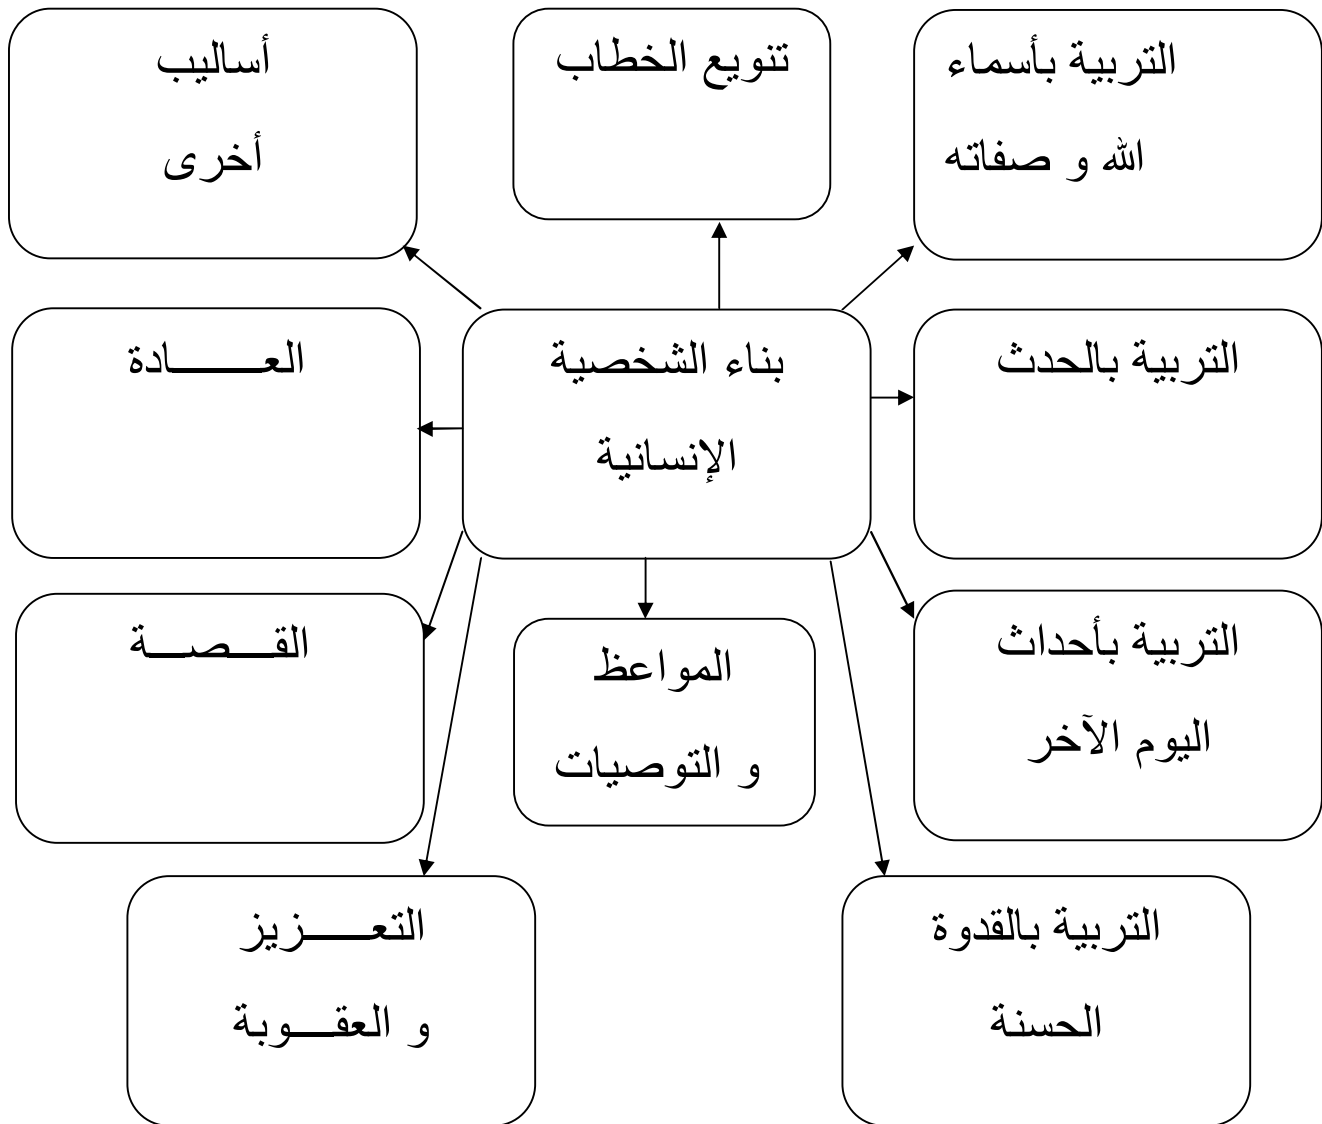 التربية بأسماء
الله و صفاته
تنويع الخطاب
أساليب
أخرى
التربية بالحدث
بناء الشخصية
الإنسانية
العـــــــادة
التربية بأحداث
اليوم الآخر
المواعظ
و التوصيات
القـــصـــة
التربية بالقدوة
الحسنة
التعـــــزيز
و العقـــوبة